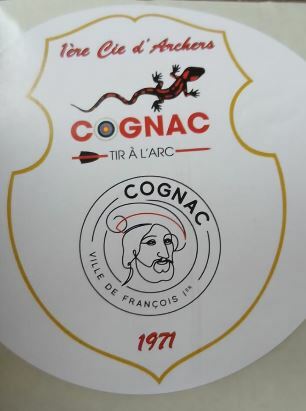 1ère Cie d'Archers
COGNAC
TIR À L'ARC
COGNAC
VILLE DE FRANÇOIS 1ER
1971